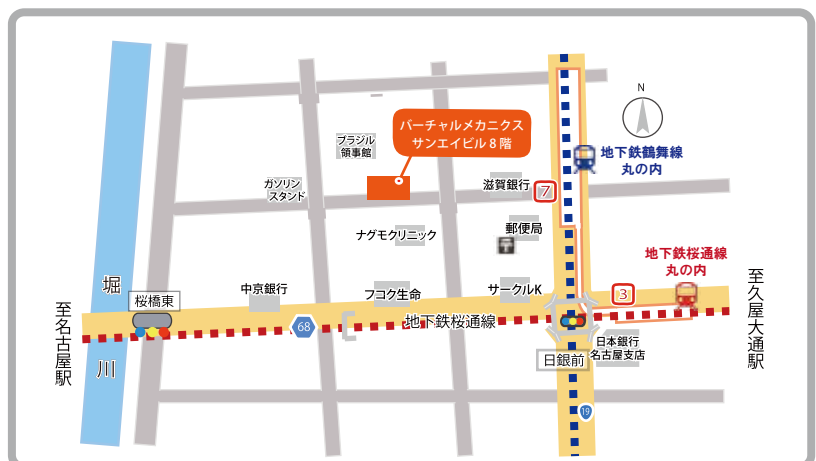 N
バーチャルメカニクス
サンエイビル8階
ブラジル
領事館
地下鉄鶴舞線
丸の内
ガソリン
スタンド
滋賀銀行
7
ナグモクリニック
郵便局
〒
地下鉄桜通線
丸の内
堀
川
桜橋東
中京銀行
フコク生命
サークルK
3
至名古屋駅
至久屋大通駅
68
地下鉄桜通線
日本銀行
名古屋支店
日銀前
19